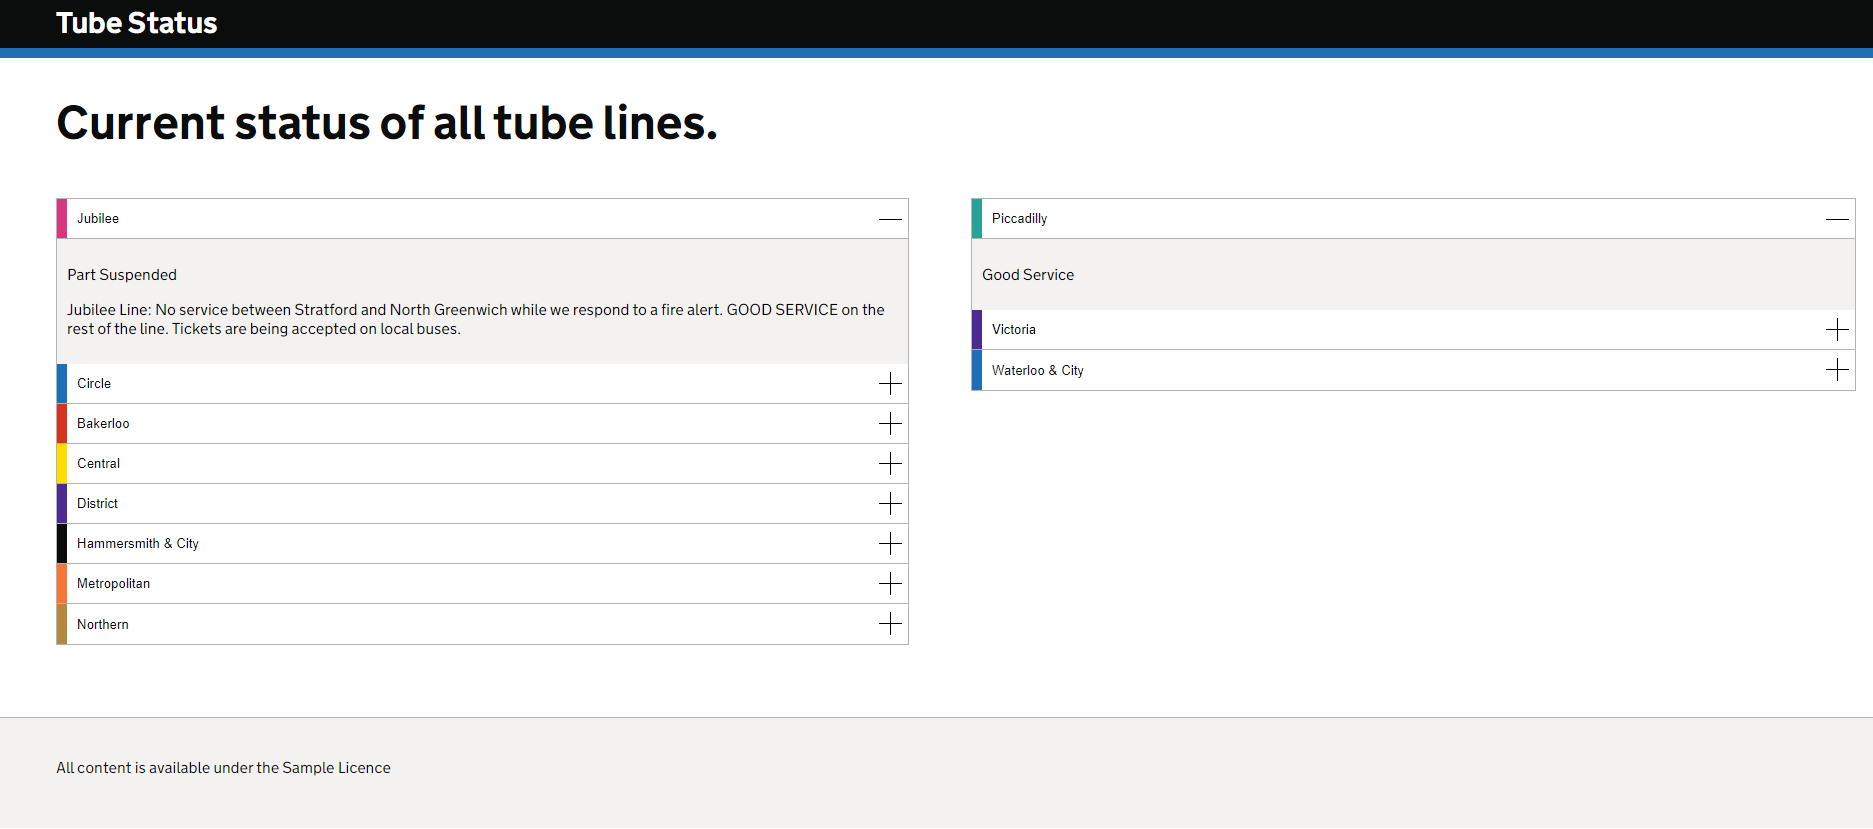 Tube Status
Current status of all tube lines.
Jubilee
Part Suspended
Jubilee Line: No service between Stratford and North Greenwich while we respond to a fire alert. GOOD SERVICE on the
rest of the line. Tickets are being accepted on local buses.
Circle
Bakerloo
Central
District
Hammersmith & City
Metropolitan
Northern
Piccadilly
Good Service
Victoria
Waterloo & City
All content is available under the Sample Licence